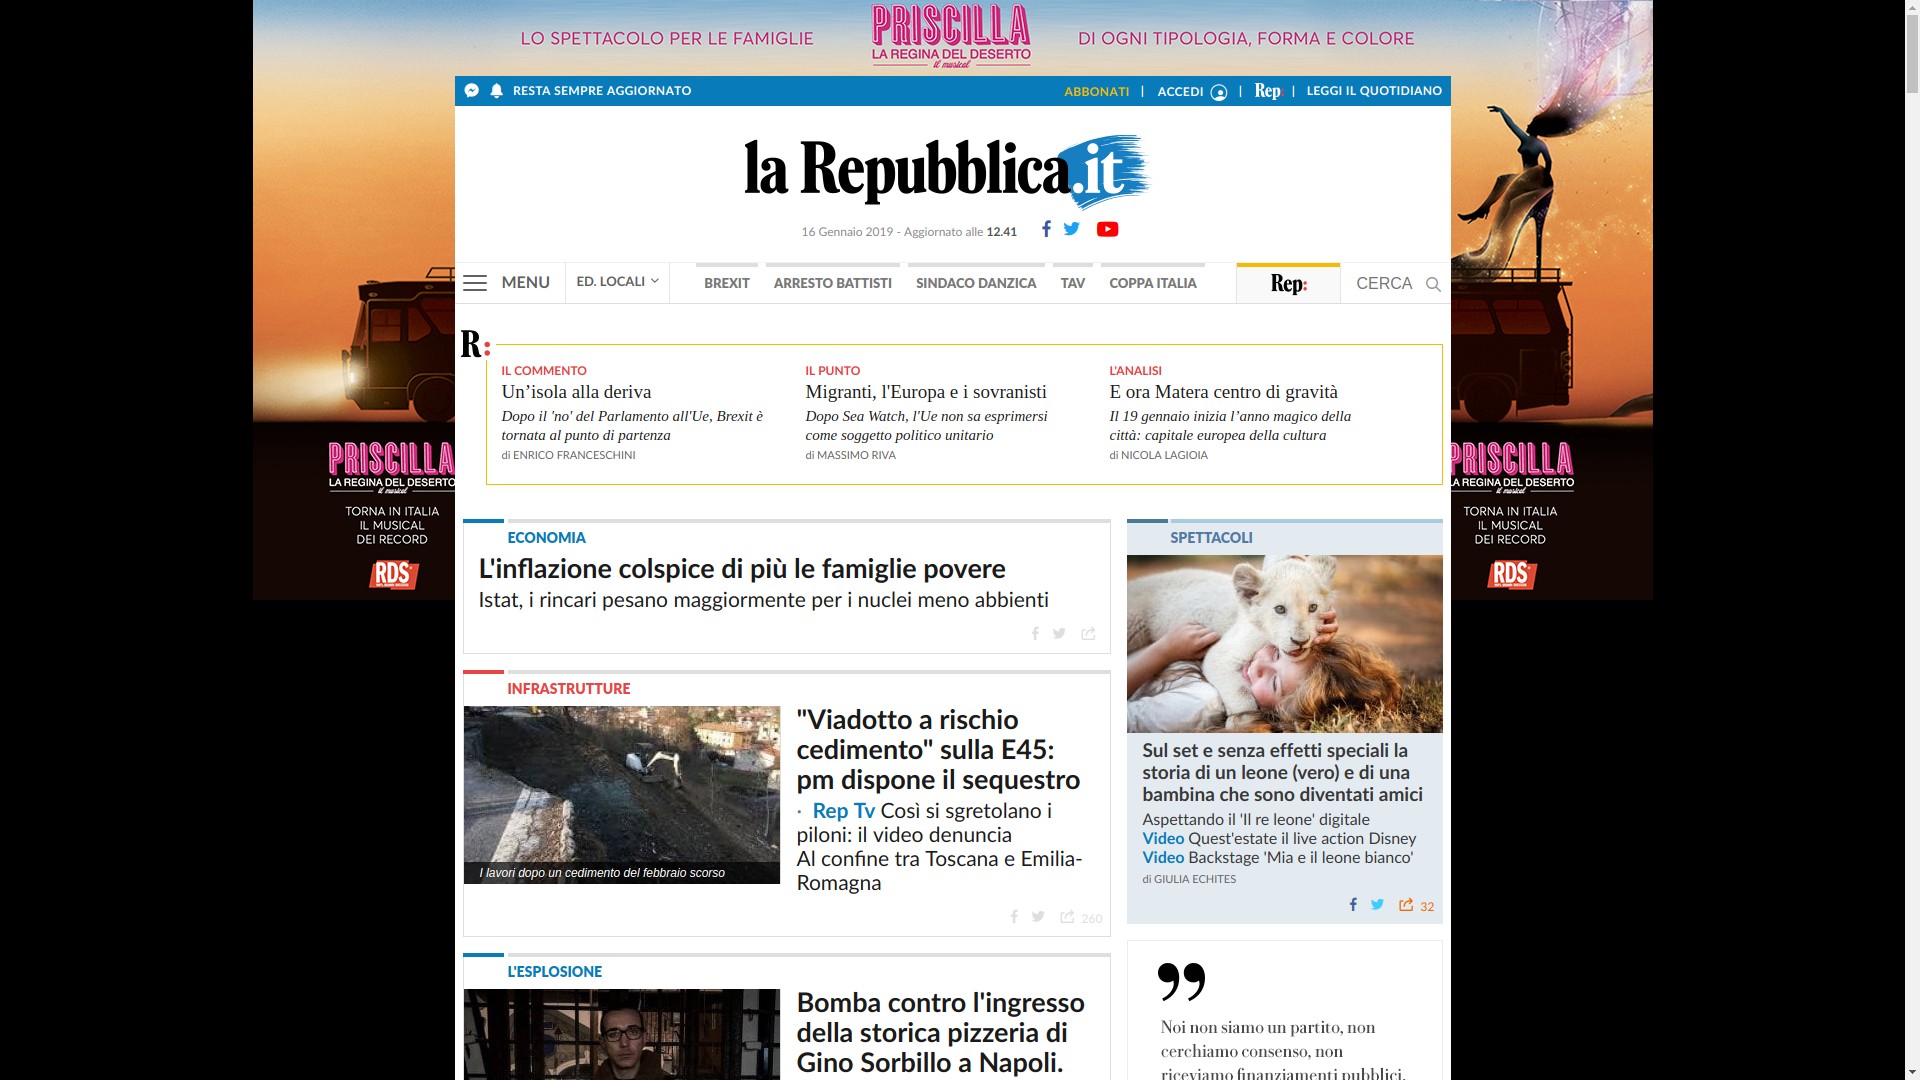 LO SPETTACOLO PER LE FAMIGLIE
PRISCILLA
LA REGINA DEL DESERTO
il musical
DI OGNI TIPOLOGIA, FORMA E COLORE
RESTA SEMPRE AGGIORNATO
ABBONATI | ACCEDI | Rep: | LEGGI IL QUOTIDIANO
la Repubblica.it
16 Gennaio 2019 - Aggiornato alle 12.41
MENU
ED. LOCALI
BREXIT
ARRESTO BATTISTI
SINDACO DANZICA
TAV
COPPA ITALIA
Rep:
CERCA
R:
IL COMMENTO
Un’isola alla deriva
Dopo il 'no' del Parlamento all'Ue, Brexit è
tornata al punto di partenza
di ENRICO FRANCESCHINI
IL PUNTO
Migranti, l'Europa e i sovranisti
Dopo Sea Watch, l'Ue non sa esprimersi
come soggetto politico unitario
di MASSIMO RIVA
L'ANALISI
E ora Matera centro di gravità
Il 19 gennaio inizia l’anno magico della
città: capitale europea della cultura
di NICOLA LAGIOIA
PRISCILLA
LA REGINA DEL DESERTO
il musical
TORNA IN ITALIA
IL MUSICAL
DEI RECORD
RDS
PRISCILLA
LA REGINA DEL DESERTO
il musical
TORNA IN ITALIA
IL MUSICAL
DEI RECORD
RDS
ECONOMIA
L'inflazione colspice di più le famiglie povere
Istat, i rincari pesano maggiormente per i nuclei meno abbienti
INFRASTRUTTURE
I lavori dopo un cedimento del febbraio scorso
"Viadotto a rischio
cedimento" sulla E45:
pm dispone il sequestro
· Rep Tv Così si sgretolano i
piloni: il video denuncia
Al confine tra Toscana e Emilia-
Romagna
260
L'ESPLOSIONE
Bomba contro l'ingresso
della storica pizzeria di
Gino Sorbillo a Napoli.
SPETTACOLI
Sul set e senza effetti speciali la
storia di un leone (vero) e di una
bambina che sono diventati amici
Aspettando il 'Il re leone' digitale
Video Quest'estate il live action Disney
Video Backstage 'Mia e il leone bianco'
di GIULIA ECHITES
32
”
Noi non siamo un partito, non
cerchiamo consenso, non
riceviamo finanziamenti pubblici,